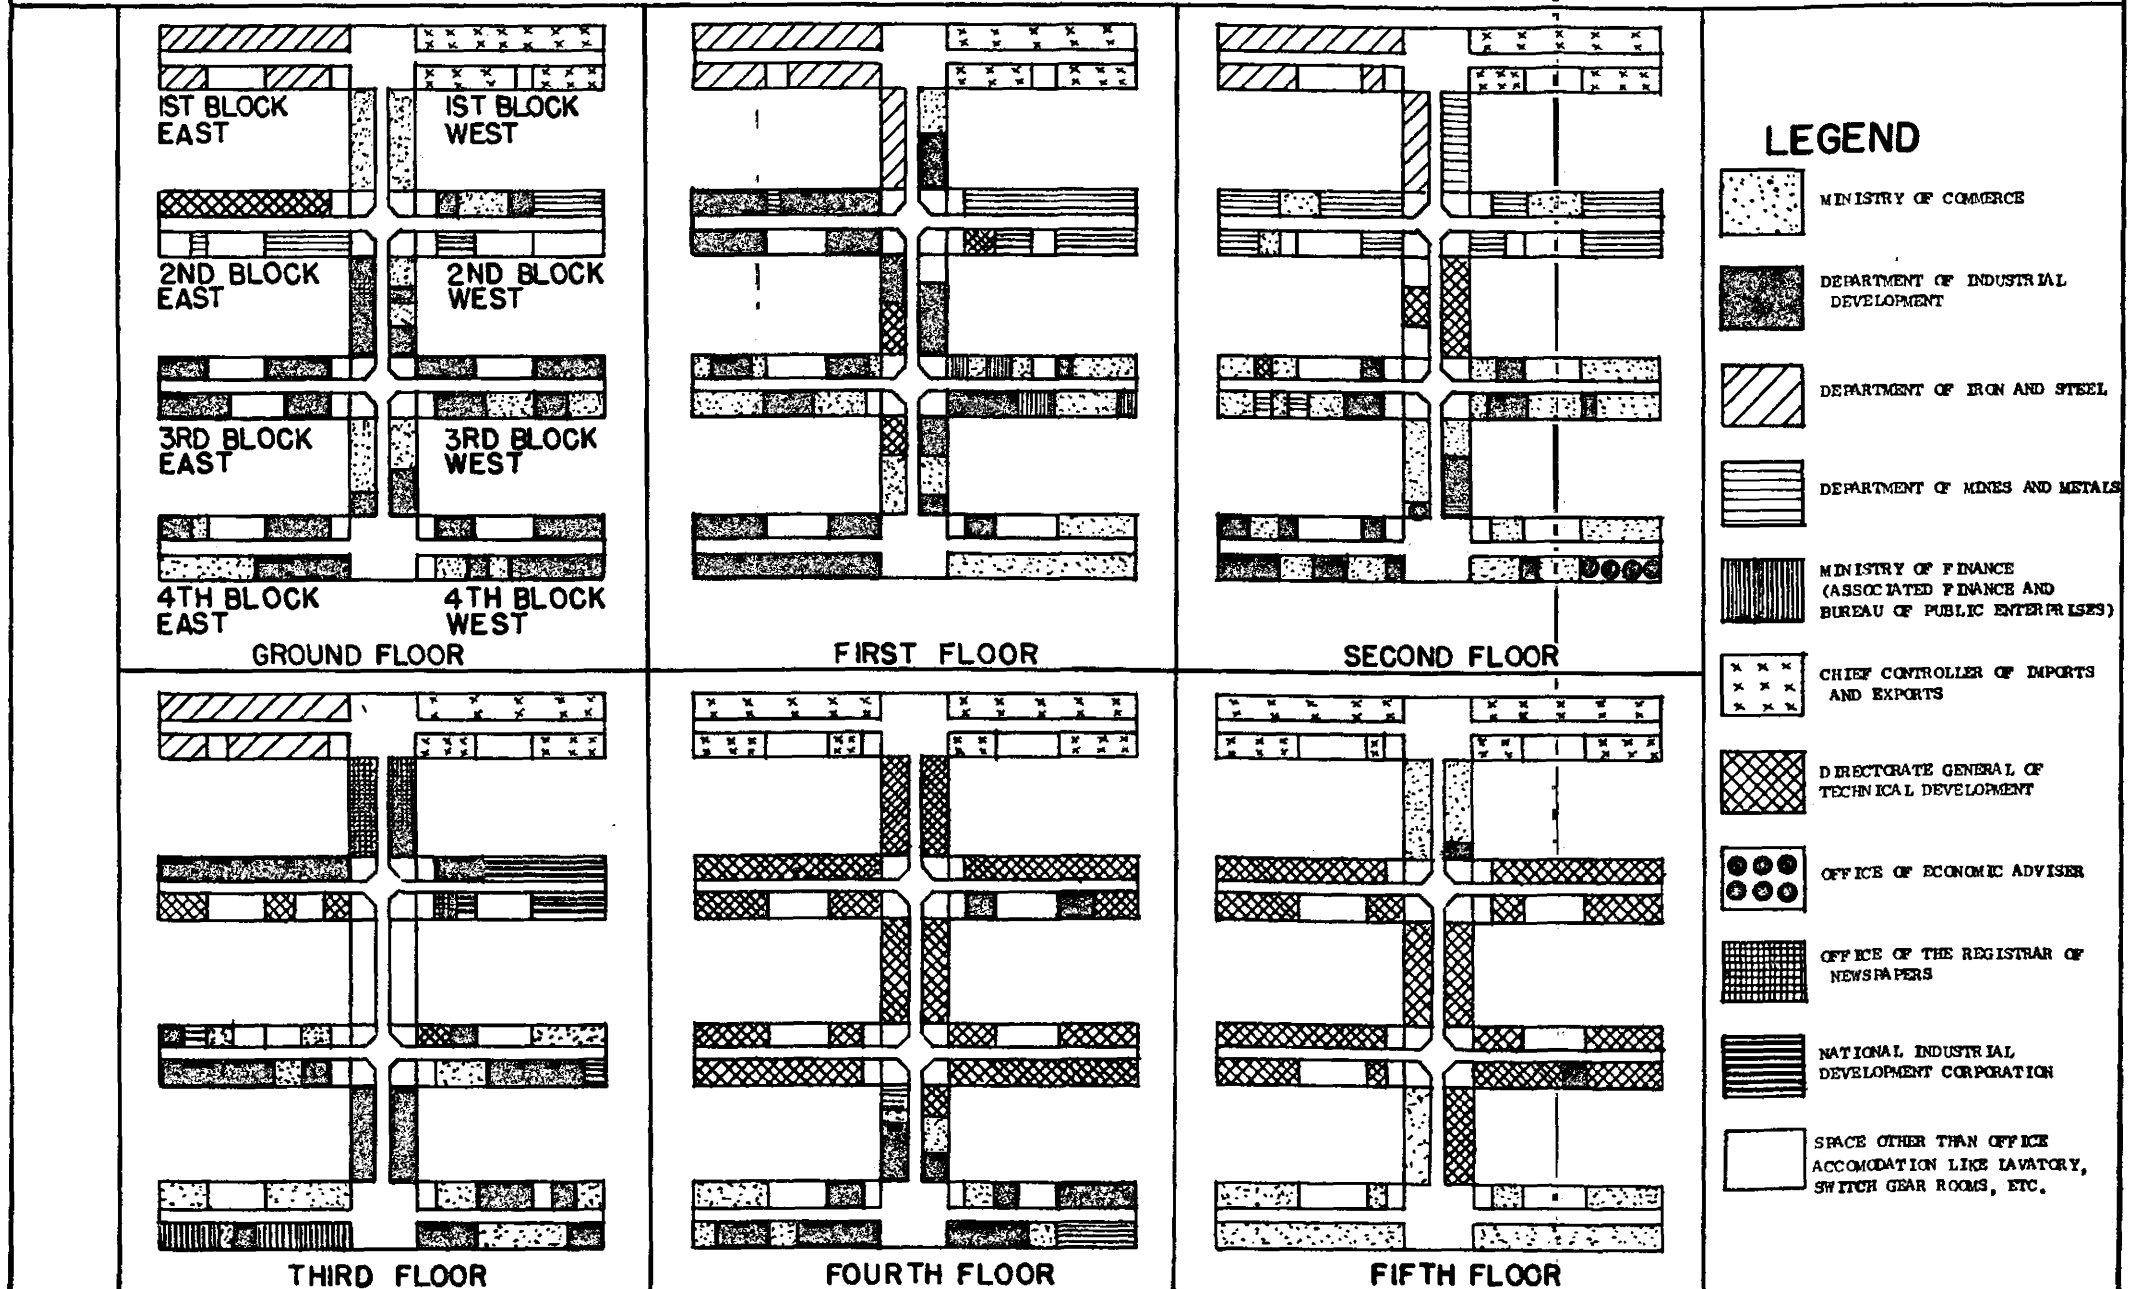 1ST BLOCK
EAST
1ST BLOCK
WEST
2ND BLOCK
EAST
2ND BLOCK
WEST
3RD BLOCK
EAST
3RD BLOCK
WEST
4TH BLOCK
EAST
4TH BLOCK
WEST
GROUND FLOOR
FIRST FLOOR
SECOND FLOOR
THIRD FLOOR
FOURTH FLOOR
FIFTH FLOOR
LEGEND
MINISTRY OF COMMERCE
DEPARTMENT OF INDUSTRIAL
DEVELOPMENT
DEPARTMENT OF IRON AND STEEL
DEPARTMENT OF MINES AND METALS
MINISTRY OF FINANCE
(ASSOCIATED FINANCE AND
BUREAU OF PUBLIC ENTERPRISES)
CHIEF CONTROLLER OF IMPORTS
AND EXPORTS
DIRECTORATE GENERAL OF
TECHNICAL DEVELOPMENT
OFFICE OF ECONOMIC ADVISER
OFFICE OF THE REGISTRAR OF
NEWSPAPERS
NATIONAL INDUSTRIAL
DEVELOPMENT CORPORATION
SPACE OTHER THAN OFFICE
ACCOMODATION LIKE LAVATORY,
SWITCH GEAR ROOMS, ETC.